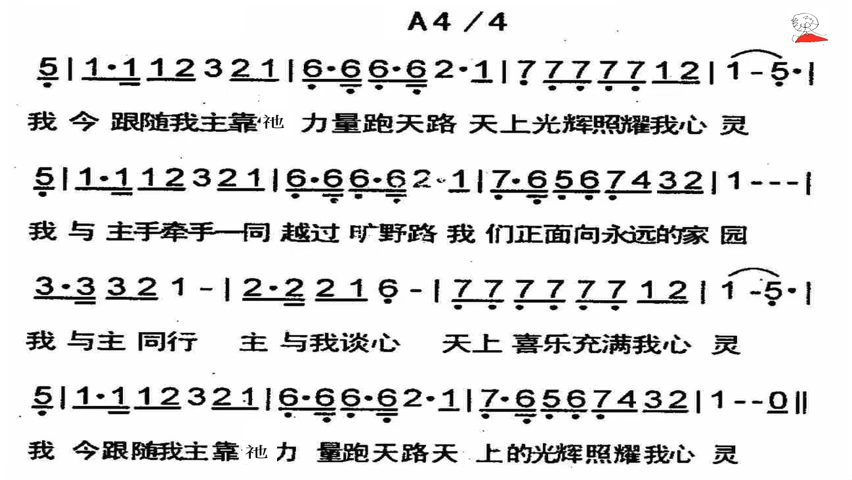 A4／4
5|1·1 1 2 3 2 1|6·6 6·6 2·1|7 7 7 7 7 1 2|1-5·|
我 今 跟随我主靠祂 力量跑天路 天上光辉照耀我心 灵
5|1·1 1 2 3 2 1|6·6 6·6 2·1|7·6 5 6 7 4 3 2|1---|
我 与 主手牵手一同 越过 旷野路 我 们正面向永远的家 园
3·3 3 2 1-|2·2 2 1 6-|7 7 7 7 7 7 1 2|1-5·|
我 与主 同行 主 与我谈心 天上 喜乐充满我心 灵
5|1·1 1 2 3 2 1|6·6 6·6 2·1|7·6 5 6 7 4 3 2|1--0‖
我 今跟随我主靠祂 力 量跑天路天 上的光辉照耀我心 灵